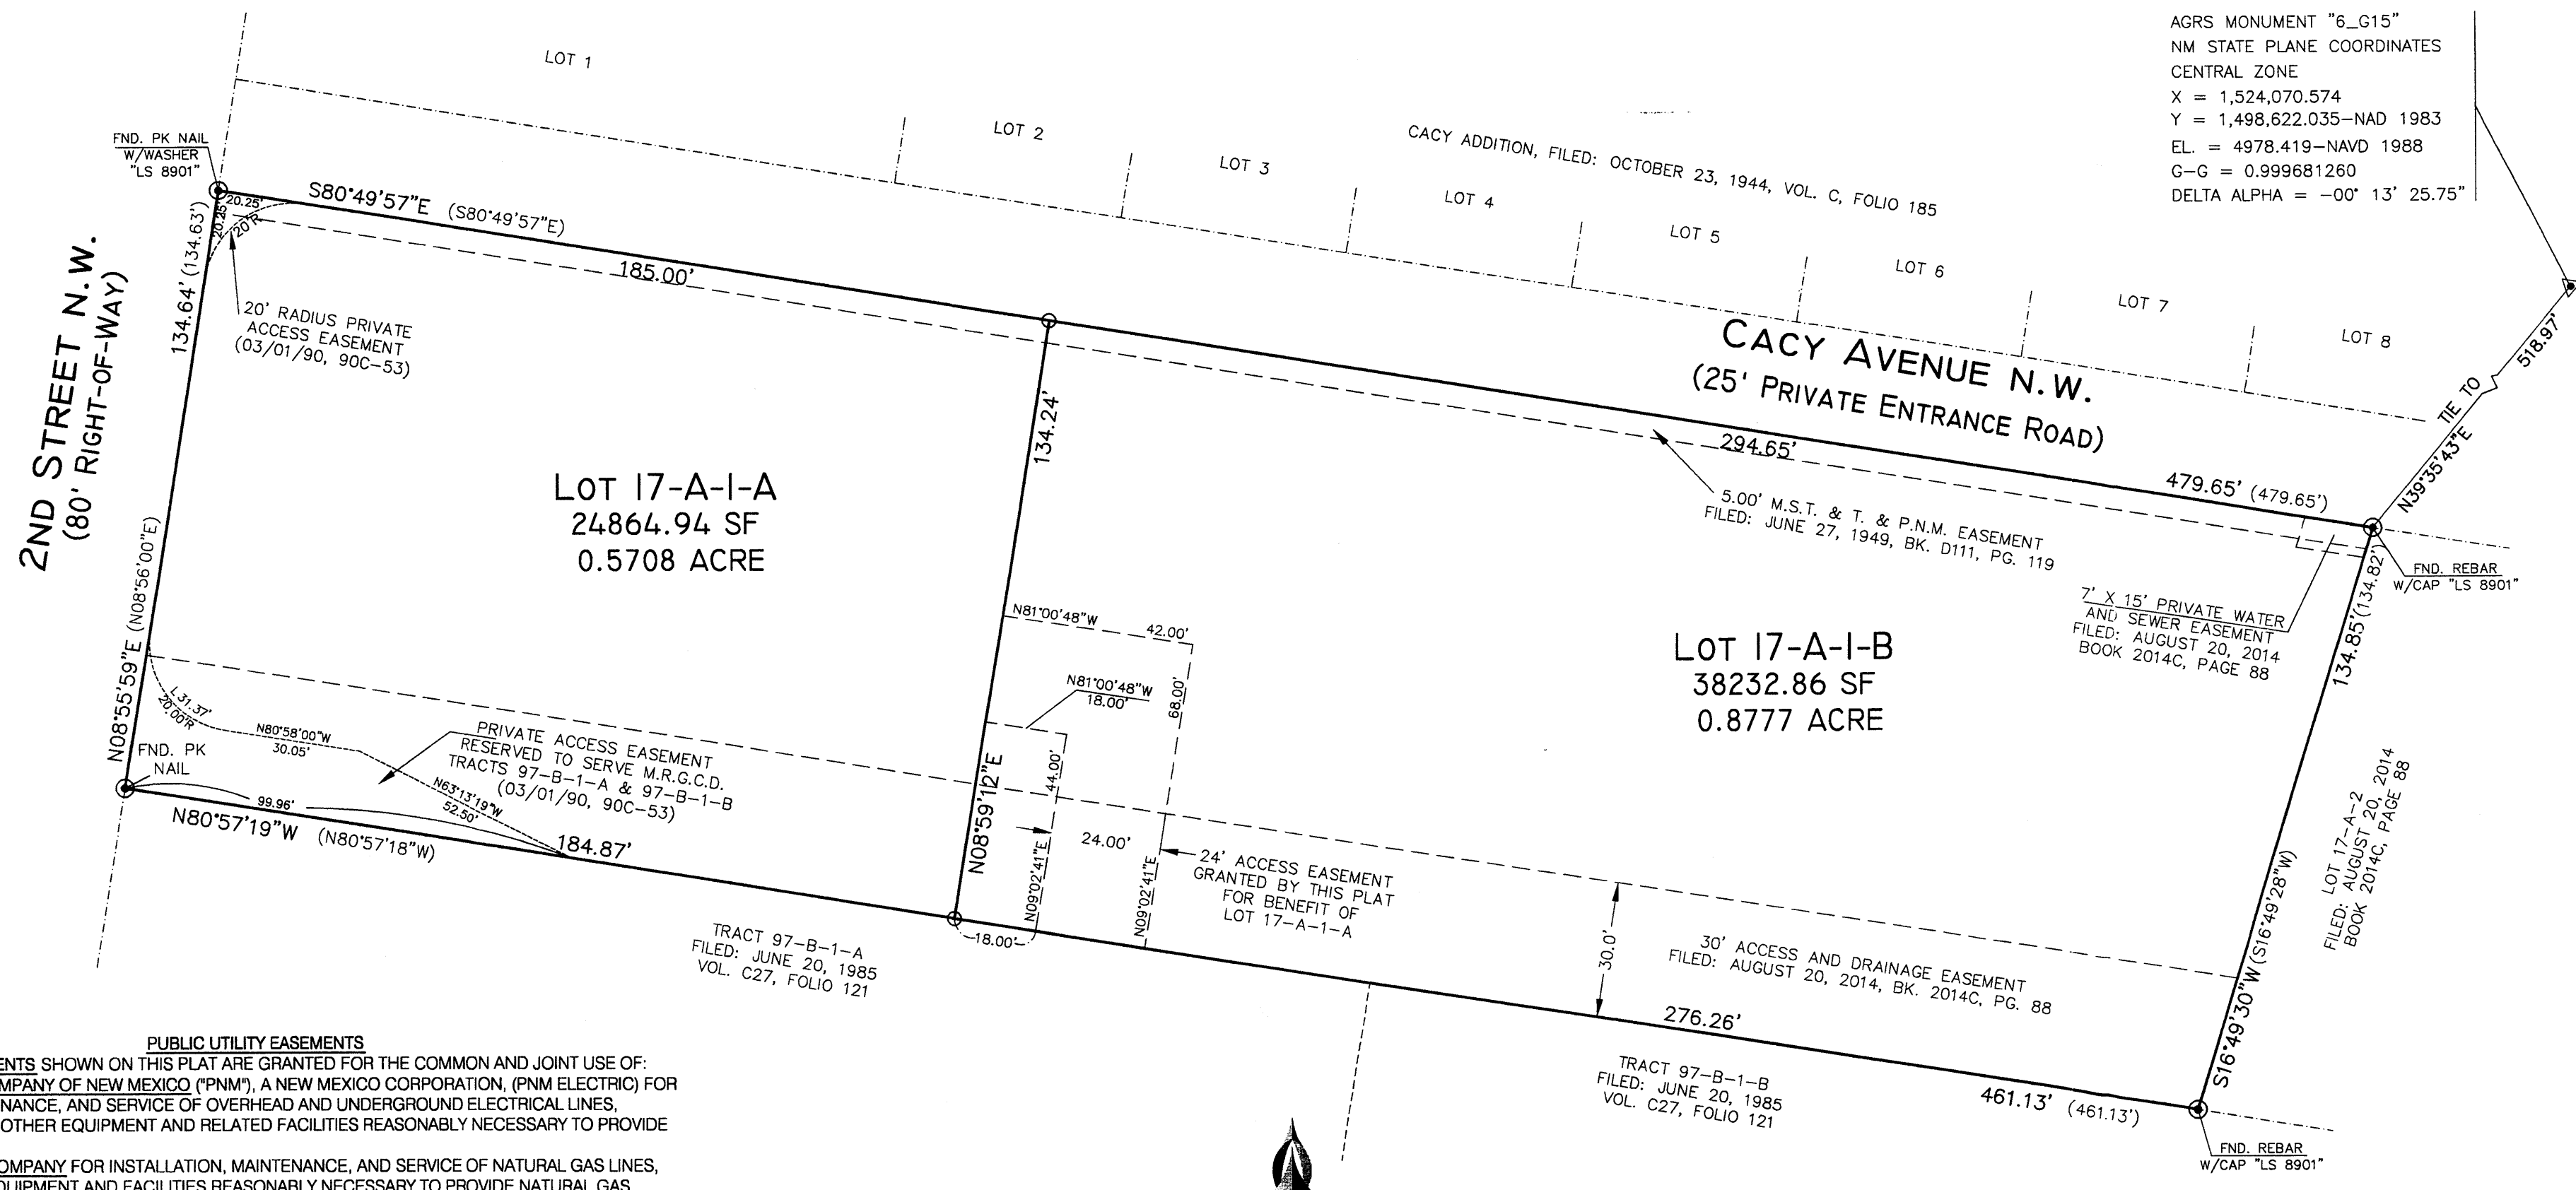 AGRS MONUMENT "6_G15"
NM STATE PLANE COORDINATES
CENTRAL ZONE
X = 1,524,070.574
Y = 1,498,622.035-NAD 1983
EL. = 4978.419-NAVD 1988
G-G = 0.999681260
DELTA ALPHA = -00° 13' 25.75"
LOT 1
LOT 2
LOT 3
LOT 4
LOT 5
LOT 6
LOT 7
LOT 8
CACY ADDITION, FILED: OCTOBER 23, 1944, VOL. C, FOLIO 185
FND. PK NAIL
W/WASHER
"LS 8901"
20.25'
20.25'
20'R
S80°49'57"E (S80°49'57"E)
185.00'
134.64' (134.63')
2ND STREET N.W.
(80' RIGHT-OF-WAY)
20' RADIUS PRIVATE
ACCESS EASEMENT
(03/01/90, 90C-53)
CACY AVENUE N.W.
(25' PRIVATE ENTRANCE ROAD)
518.97'
TIE TO
N39°35'43"E
134.24'
294.65'
479.65' (479.65')
5.00' M.S.T. & T. & P.N.M. EASEMENT
FILED: JUNE 27, 1949, BK. D111, PG. 119
LOT 17-A-1-A
24864.94 SF
0.5708 ACRE
FND. REBAR
W/CAP "LS 8901"
7' X 15' PRIVATE WATER
AND SEWER EASEMENT
FILED: AUGUST 20, 2014
BOOK 2014C, PAGE 88
134.85' (134.82')
N08°55'59"E (N08°56'00"E)
N81°00'48"W 42.00'
LOT 17-A-1-B
38232.86 SF
0.8777 ACRE
N81°00'48"W
18.00'
68.00'
44.00'
L31.37'
20.00'R
N80°58'00"W
30.05'
PRIVATE ACCESS EASEMENT
RESERVED TO SERVE M.R.G.C.D.
TRACTS 97-B-1-A & 97-B-1-B
(03/01/90, 90C-53)
FND. PK
NAIL
N63°13'19"W
52.50'
99.96'
N80°57'19"W (N80°57'18"W)
184.87'
N08°59'12"E
N09°02'41"E
24.00'
N09°02'41"E
18.00'
24' ACCESS EASEMENT
GRANTED BY THIS PLAT
FOR BENEFIT OF
LOT 17-A-1-A
LOT 17-A-2
FILED: AUGUST 20, 2014
BOOK 2014C, PAGE 88
S16°49'30"W (S16°49'28"W)
30.0'
30' ACCESS AND DRAINAGE EASEMENT
FILED: AUGUST 20, 2014, BK. 2014C, PG. 88
TRACT 97-B-1-A
FILED: JUNE 20, 1985
VOL. C27, FOLIO 121
276.26'
461.13' (461.13')
TRACT 97-B-1-B
FILED: JUNE 20, 1985
VOL. C27, FOLIO 121
FND. REBAR
W/CAP "LS 8901"
PUBLIC UTILITY EASEMENTS
ENTS SHOWN ON THIS PLAT ARE GRANTED FOR THE COMMON AND JOINT USE OF:
MPANY OF NEW MEXICO ("PNM"), A NEW MEXICO CORPORATION, (PNM ELECTRIC) FOR
NANCE, AND SERVICE OF OVERHEAD AND UNDERGROUND ELECTRICAL LINES,
OTHER EQUIPMENT AND RELATED FACILITIES REASONABLY NECESSARY TO PROVIDE
OMPANY FOR INSTALLATION, MAINTENANCE, AND SERVICE OF NATURAL GAS LINES,
QUIPMENT AND FACILITIES REASONABLY NECESSARY TO PROVIDE NATURAL GAS